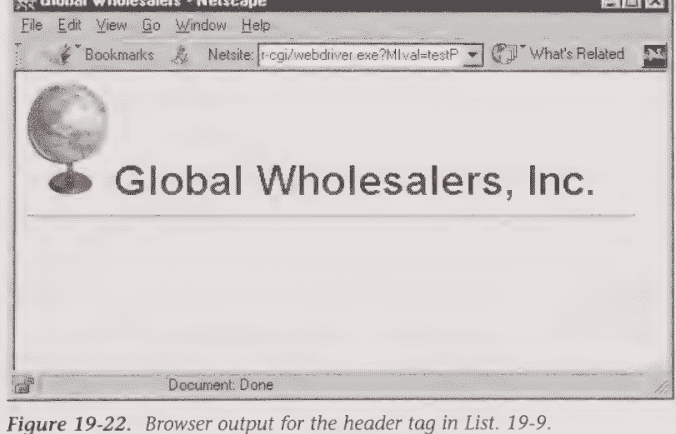 Global Wholesalers - Netscape
File Edit View Go Window Help
Bookmarks Netsite: r-cgi/webdriver.exe?MIval=testP What's Related
Global Wholesalers, Inc.
Document: Done
Figure 19-22. Browser output for the header tag in List. 19-9.